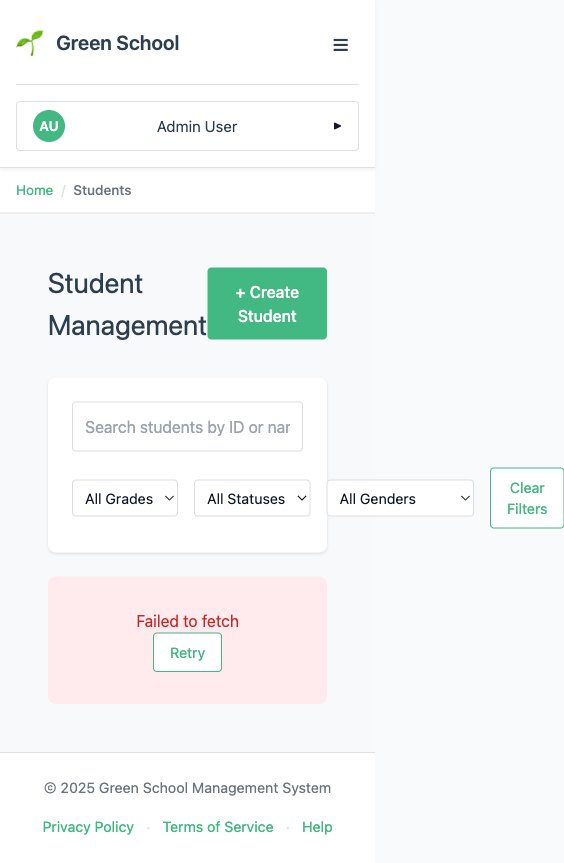 Green School
AU
Admin User
Home / Students
Student
Management
+ Create
Student
Search students by ID or nar
All Grades
All Statuses
All Genders
Clear
Filters
Failed to fetch
Retry
© 2025 Green School Management System
Privacy Policy · Terms of Service · Help